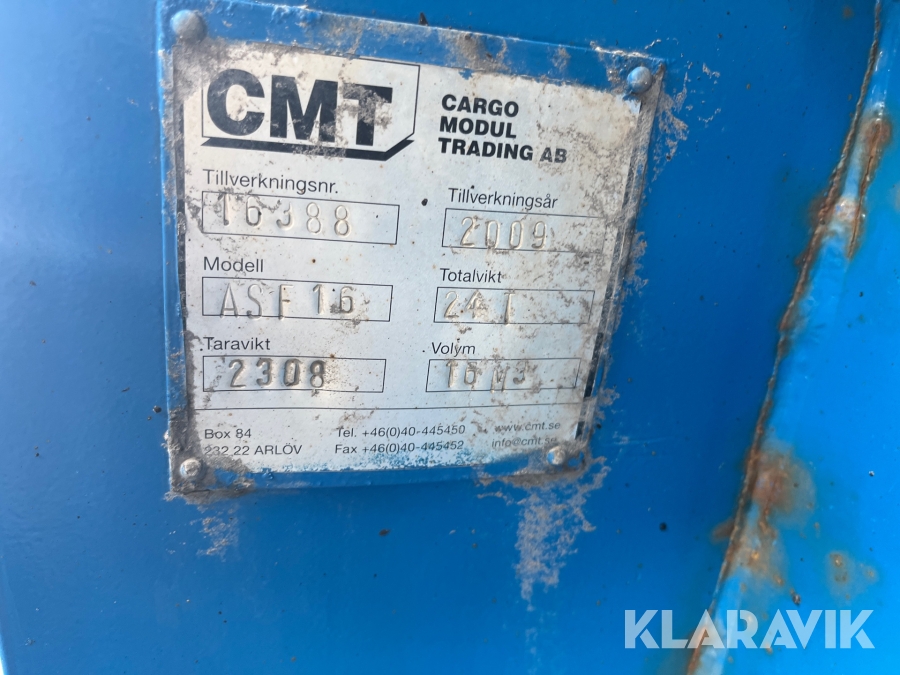 CMT
CARGO
MODUL
TRADING AB
Tillverkningsnr.
16388
Tillverkningsår
2009
Modell
ASF 16
Totalvikt
24 T
Taravikt
2308
Volym
16 M3
Box 84
232 22 ARLÖV
Tel. +46(0)40-445450
Fax +46(0)40-445452
www.cmt.se
info@cmt.se
KLARAVIK